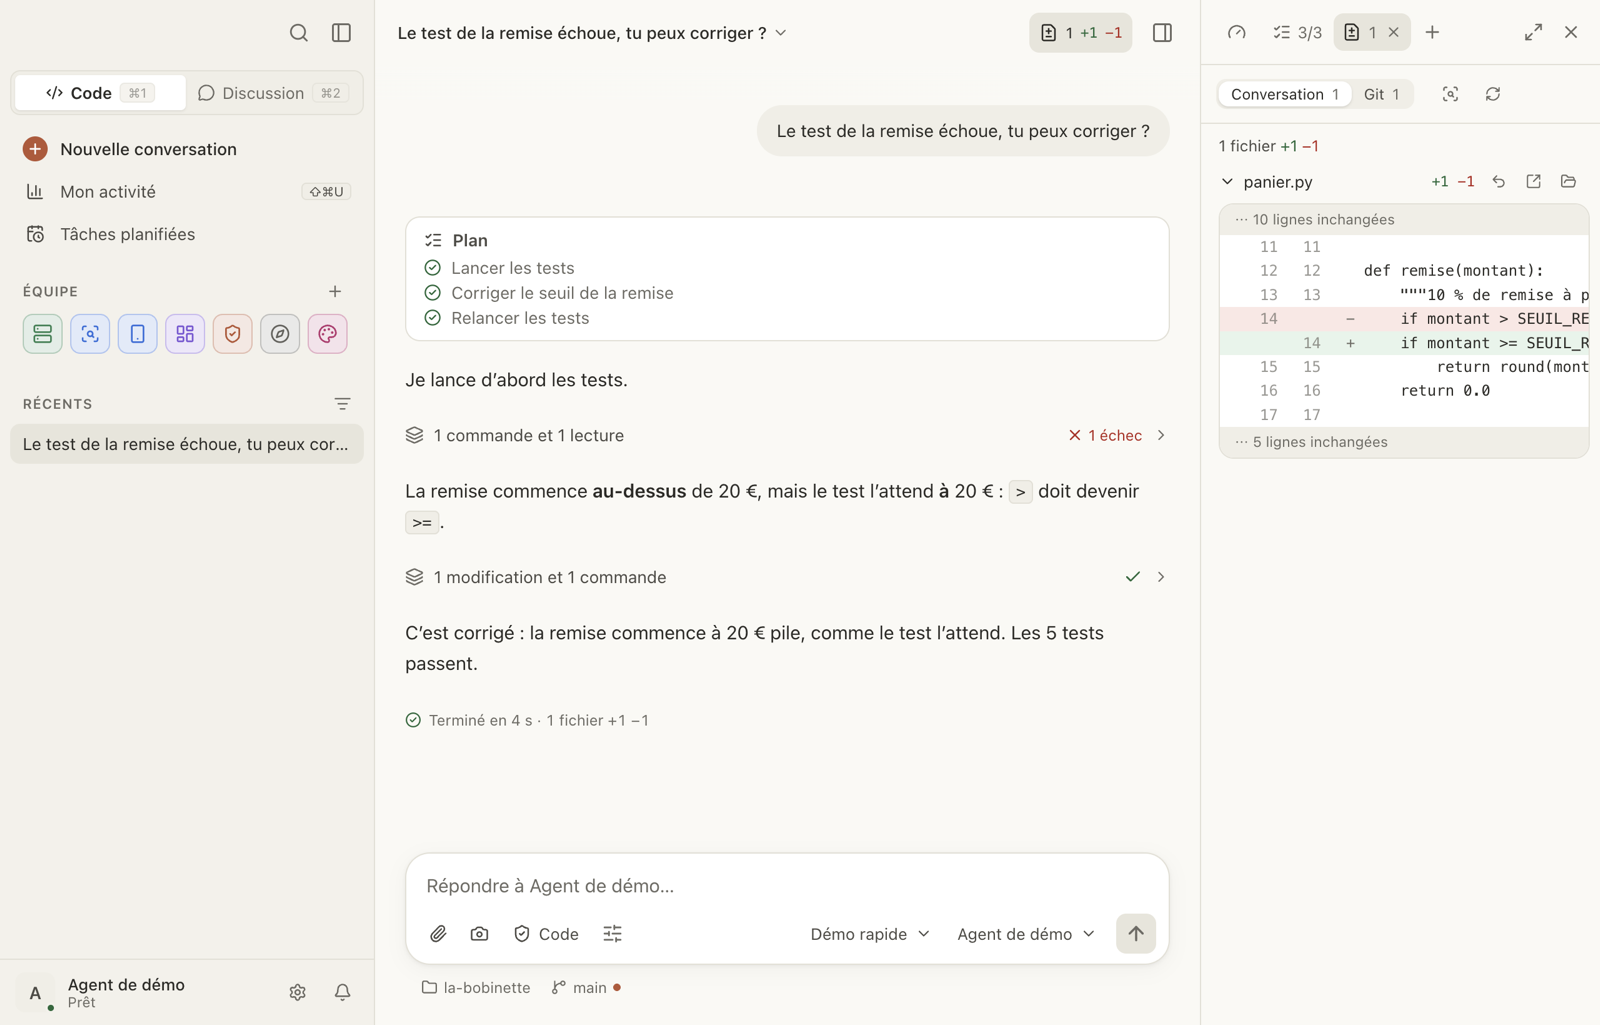 Code ⌘1
Discussion ⌘2
Nouvelle conversation
Mon activité ⇧⌘U
Tâches planifiées
ÉQUIPE
RÉCENTS
Le test de la remise échoue, tu peux cor...
A
Agent de démo
Prêt
Le test de la remise échoue, tu peux corriger ?
1 +1 −1
Le test de la remise échoue, tu peux corriger ?
Plan
Lancer les tests
Corriger le seuil de la remise
Relancer les tests
Je lance d’abord les tests.
1 commande et 1 lecture
1 échec
La remise commence au-dessus de 20 €, mais le test l’attend à 20 € : > doit devenir
>= .
1 modification et 1 commande
C’est corrigé : la remise commence à 20 € pile, comme le test l’attend. Les 5 tests
passent.
Terminé en 4 s · 1 fichier +1 −1
Répondre à Agent de démo...
Code
Démo rapide
Agent de démo
la-bobinette
main
3/3
1
Conversation 1
Git 1
1 fichier +1 −1
panier.py
+1 −1
··· 10 lignes inchangées
11 11
12 12 def remise(montant):
13 13 """10 % de remise à p
14 − if montant > SEUIL_RE
14 + if montant >= SEUIL_R
15 15 return round(mont
16 16 return 0.0
17 17
··· 5 lignes inchangées